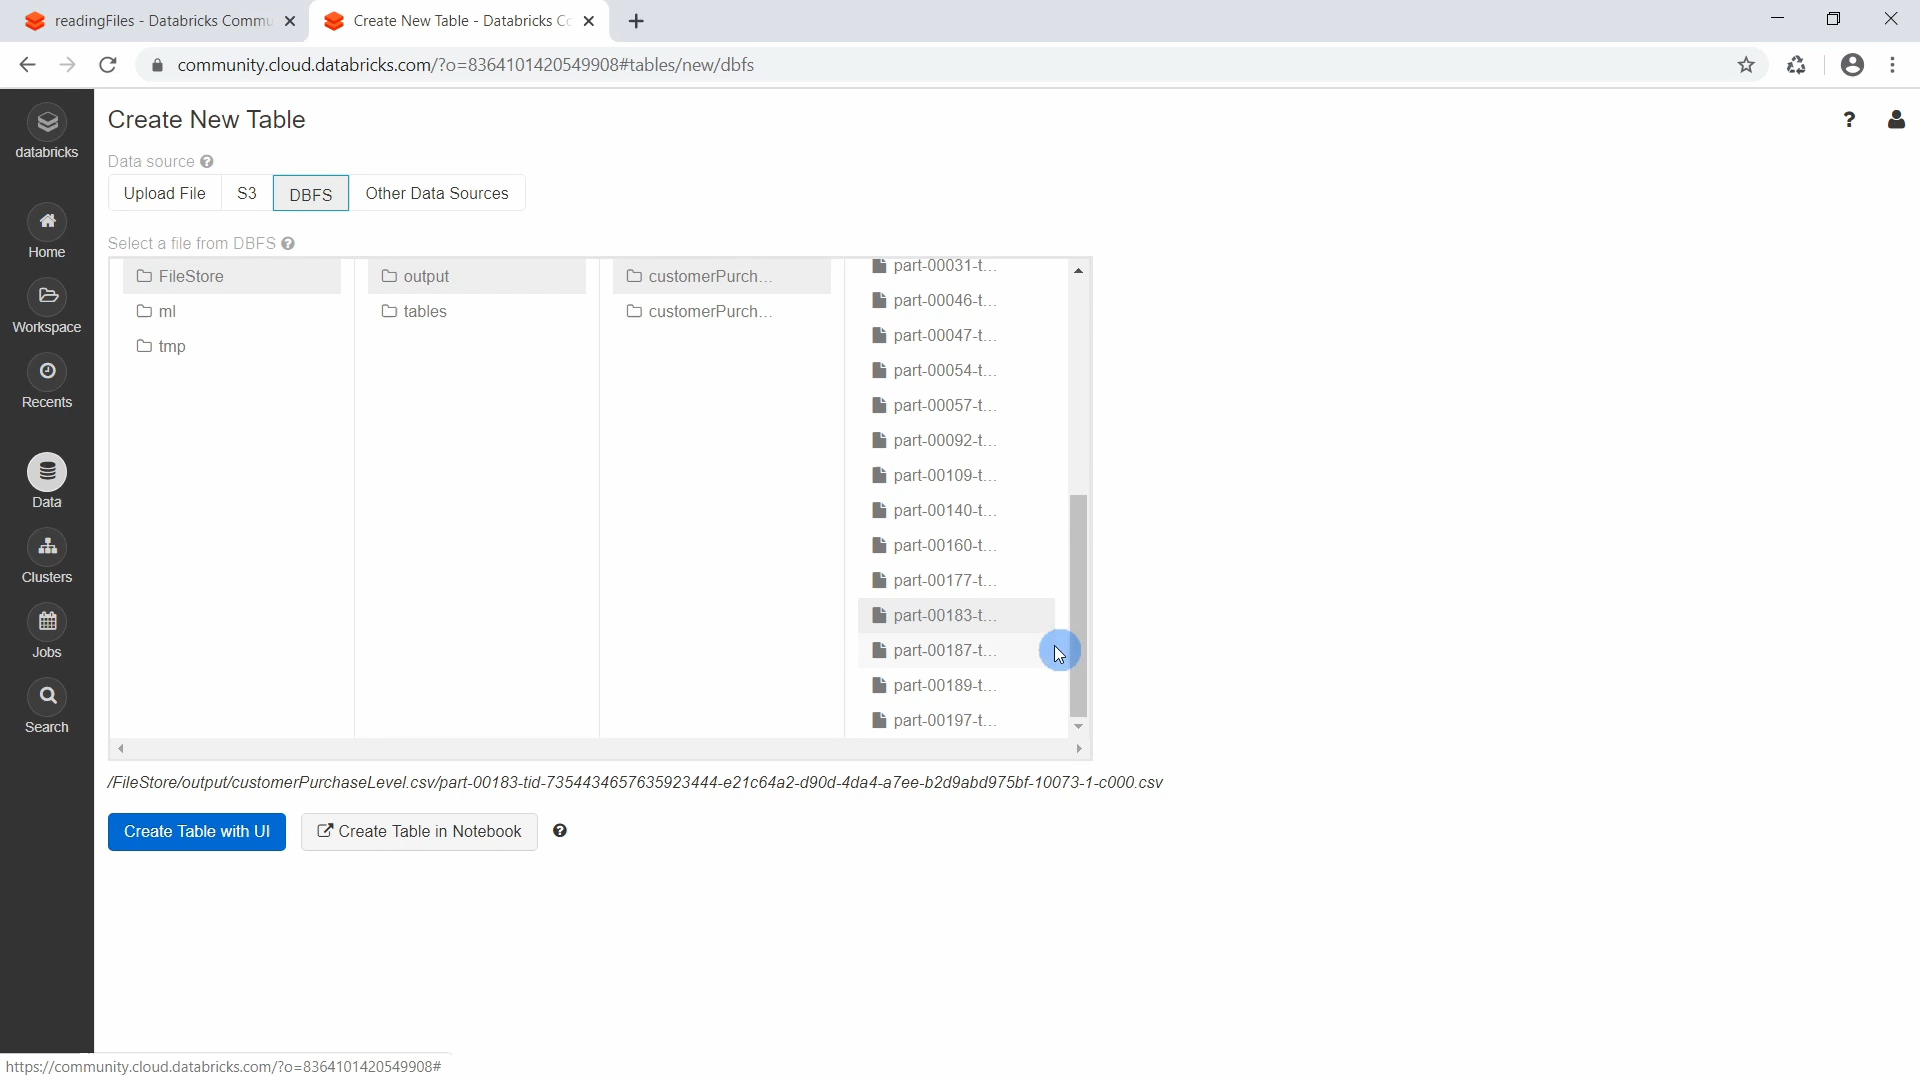 readingFiles - Databricks Commu
Create New Table - Databricks Co
community.cloud.databricks.com/?o=8364101420549908#tables/new/dbfs
databricks
Home
Workspace
Recents
Data
Clusters
Jobs
Search
Create New Table
?
Data source ?
Upload File
S3
DBFS
Other Data Sources
Select a file from DBFS ?
FileStore
ml
tmp
output
tables
customerPurch...
customerPurch...
part-00031-t...
part-00046-t...
part-00047-t...
part-00054-t...
part-00057-t...
part-00092-t...
part-00109-t...
part-00140-t...
part-00160-t...
part-00177-t...
part-00183-t...
part-00187-t...
part-00189-t...
part-00197-t...
/FileStore/output/customerPurchaseLevel.csv/part-00183-tid-7354434657635923444-e21c64a2-d90d-4da4-a7ee-b2d9abd975bf-10073-1-c000.csv
Create Table with UI
Create Table in Notebook
?
https://community.cloud.databricks.com/?o=8364101420549908#